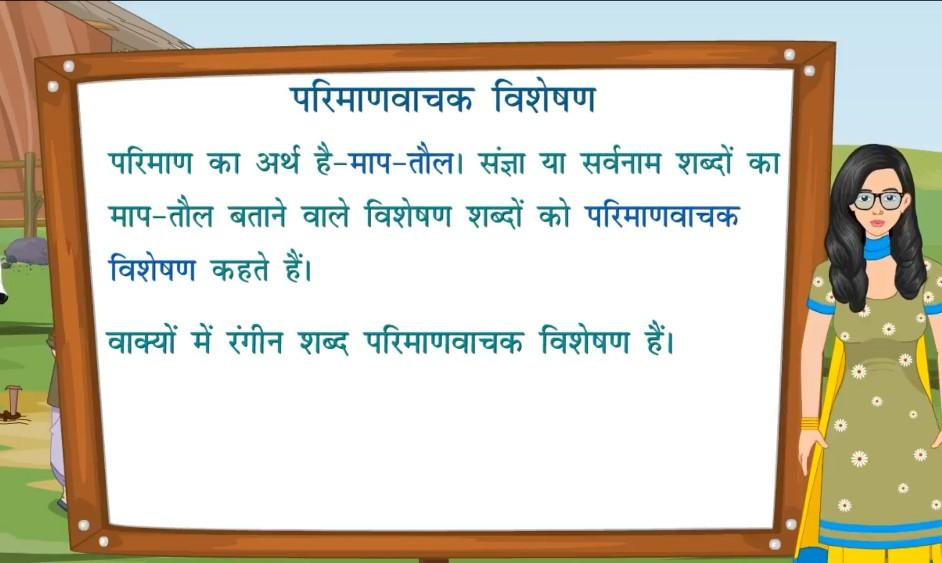 परिमाणवाचक विशेषण
परिमाण का अर्थ है-माप-तौल। संज्ञा या सर्वनाम शब्दों का
माप-तौल बताने वाले विशेषण शब्दों को परिमाणवाचक
विशेषण कहते हैं।
वाक्यों में रंगीन शब्द परिमाणवाचक विशेषण हैं।